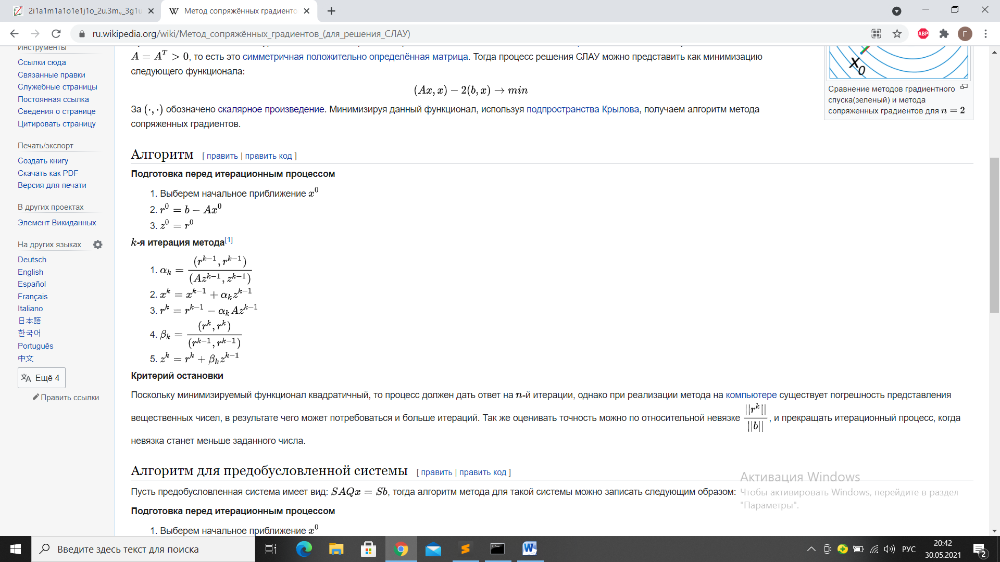 2i1a1m1a1o1e1j1o_2u.3m.,_3g1u
Метод сопряжённых градиенто
ru.wikipedia.org/wiki/Метод_сопряжённых_градиентов_(для_решения_СЛАУ)
ABP
Г
Инструменты
Ссылки сюда
Связанные правки
Служебные страницы
Постоянная ссылка
Сведения о странице
Цитировать страницу
Печать/экспорт
Создать книгу
Скачать как PDF
Версия для печати
В других проектах
Элемент Викиданных
На других языках
Deutsch
English
Español
Français
Italiano
日本語
한국어
Português
中文
Ещё 4
Править ссылки
A = A^T > 0, то есть это симметричная положительно определённая матрица. Тогда процесс решения СЛАУ можно представить как минимизацию
следующего функционала:
(Ax, x) − 2(b, x) → min
За (·, ·) обозначено скалярное произведение. Минимизируя данный функционал, используя подпространства Крылова, получаем алгоритм метода
сопряженных градиентов.
x_0
Сравнение методов градиентного
спуска(зеленый) и метода
сопряженных градиентов для n = 2
Алгоритм [ править | править код ]
Подготовка перед итерационным процессом
1. Выберем начальное приближение x^0
2. r^0 = b − Ax^0
3. z^0 = r^0
k-я итерация метода[1]
1. α_k = (r^{k−1}, r^{k−1}) / (Az^{k−1}, z^{k−1})
2. x^k = x^{k−1} + α_k z^{k−1}
3. r^k = r^{k−1} − α_k Az^{k−1}
4. β_k = (r^k, r^k) / (r^{k−1}, r^{k−1})
5. z^k = r^k + β_k z^{k−1}
Критерий остановки
Поскольку минимизируемый функционал квадратичный, то процесс должен дать ответ на n-й итерации, однако при реализации метода на компьютере существует погрешность представления
вещественных чисел, в результате чего может потребоваться и больше итераций. Так же оценивать точность можно по относительной невязке ||r^k|| / ||b||, и прекращать итерационный процесс, когда
невязка станет меньше заданного числа.
Алгоритм для предобусловленной системы [ править | править код ]
Пусть предобусловленная система имеет вид: SAQx = Sb, тогда алгоритм метода для такой системы можно записать следующим образом:
Подготовка перед итерационным процессом
1. Выберем начальное приближение x^0
Активация Windows
Чтобы активировать Windows, перейдите в раздел
"Параметры".
Введите здесь текст для поиска
РУС
20:42
30.05.2021
2